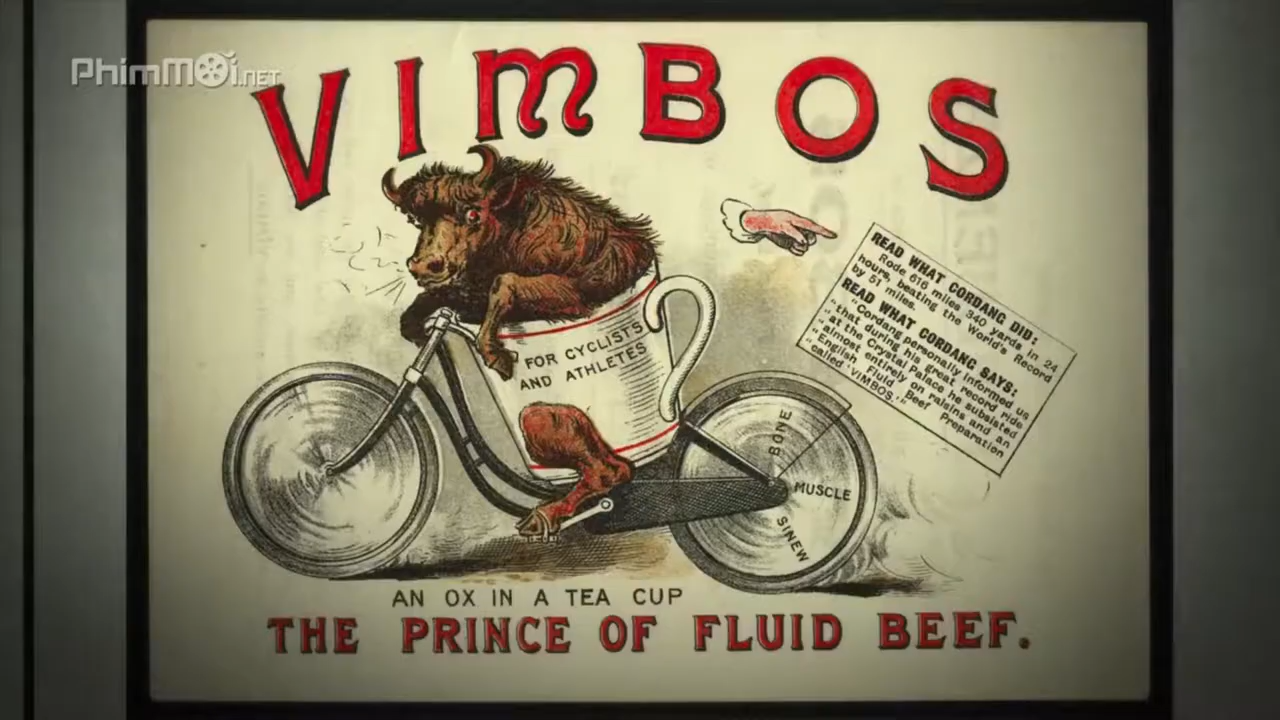 PhimMỡi.NET
VIMBOS
READ WHAT CORDANG DID:
Rode 616 miles 340 yards in 24
hours, beating the World's Record
by 51 miles.
READ WHAT CORDANG SAYS:
"Cordang personally informed us
"that during his great record ride
"at the Crystal Palace he subsisted
"almost entirely on raisins and an
"English Fluid Beef Preparation
"called 'VIMBOS.'"
FOR CYCLISTS
AND ATHLETES
BONE
MUSCLE
SINEW
AN OX IN A TEA CUP
THE PRINCE OF FLUID BEEF.